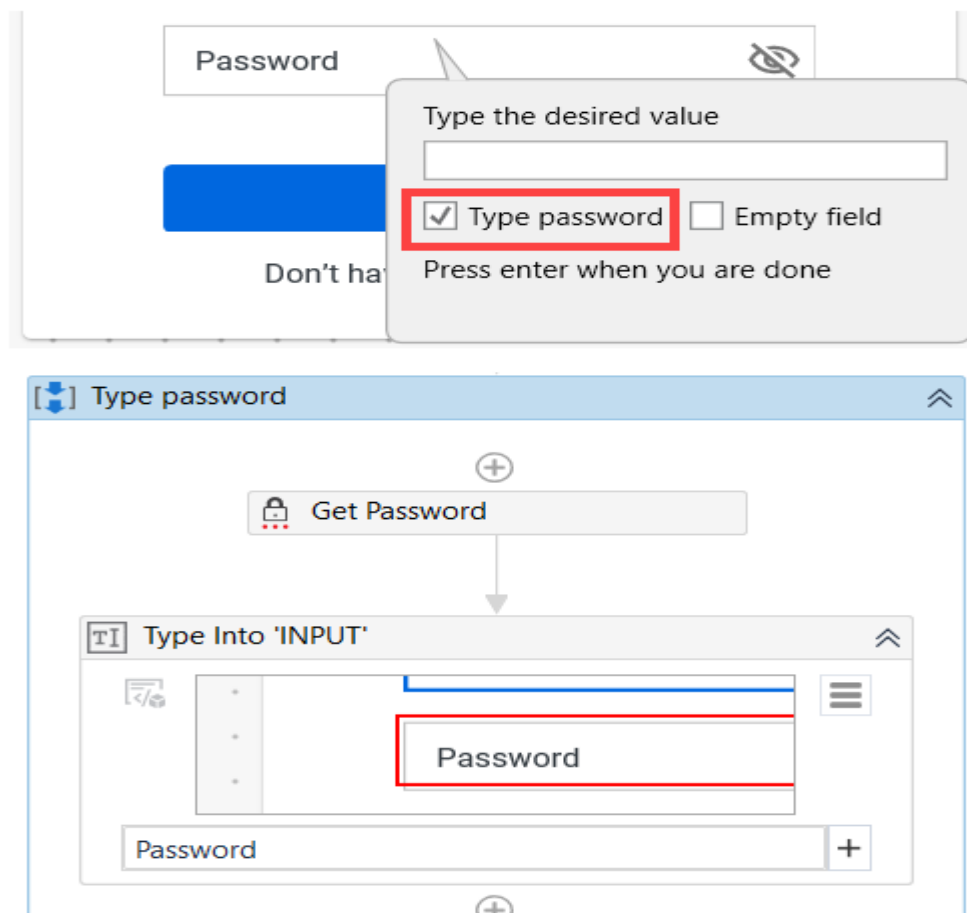 Password
Type the desired value
Type password
Empty field
Don't ha
Press enter when you are done
Type password
Get Password
TI Type Into 'INPUT'
Password
Password